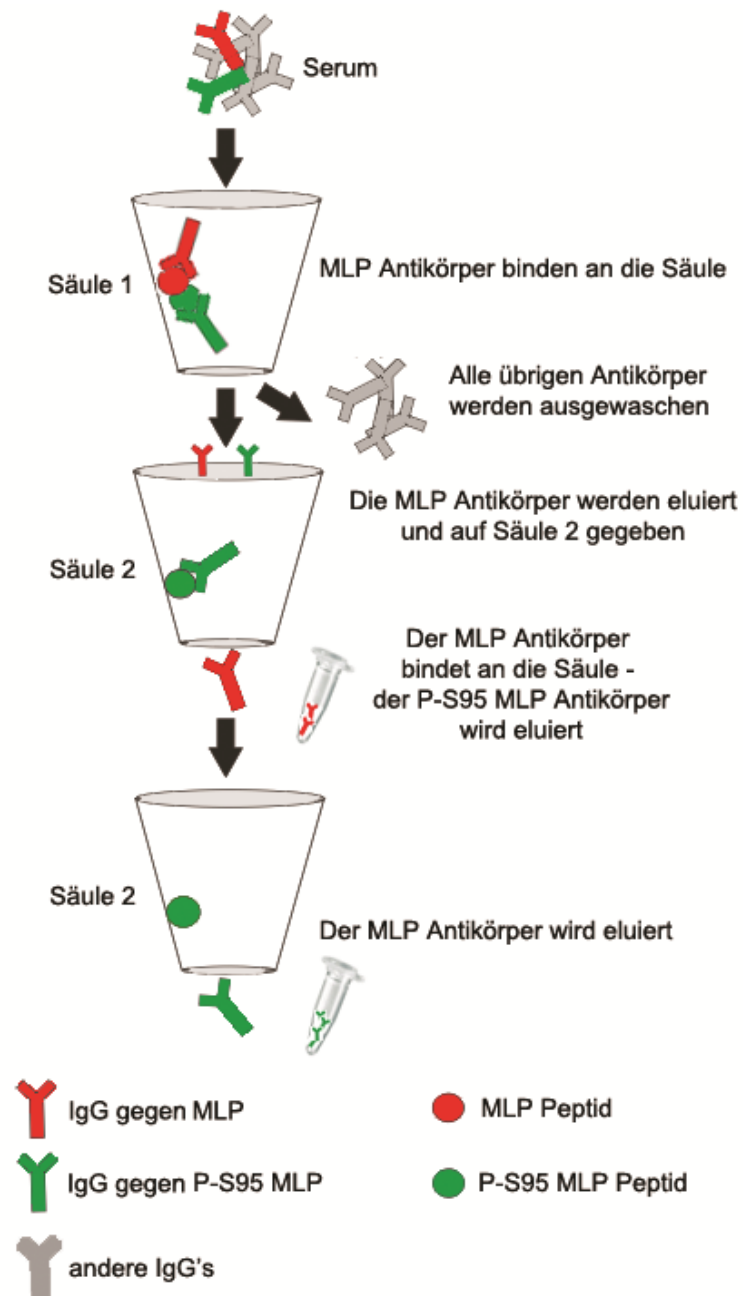 Serum
Säule 1
MLP Antikörper binden an die Säule
Alle übrigen Antikörper
werden ausgewaschen
Die MLP Antikörper werden eluiert
und auf Säule 2 gegeben
Säule 2
Der MLP Antikörper
bindet an die Säule -
der P-S95 MLP Antikörper
wird eluiert
Säule 2
Der MLP Antikörper wird eluiert
IgG gegen MLP
MLP Peptid
IgG gegen P-S95 MLP
P-S95 MLP Peptid
andere IgG's